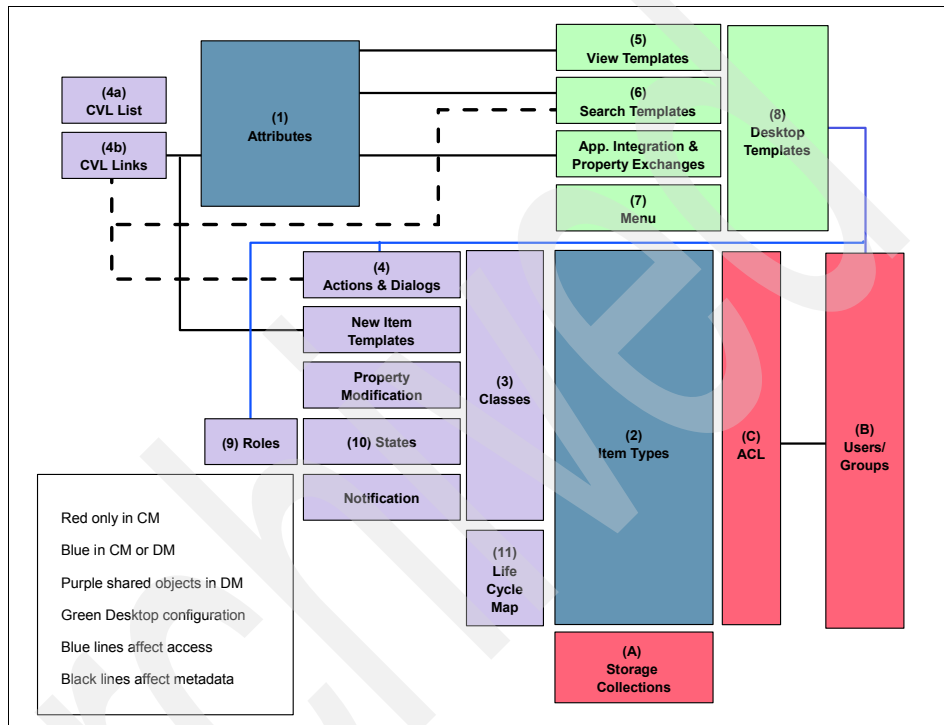 (5)
View Templates
(4a)
CVL List
(1)
Attributes
(6)
Search Templates
(8)
Desktop
Templates
(4b)
CVL Links
App. Integration &
Property Exchanges
(7)
Menu
(4)
Actions & Dialogs
New Item
Templates
Property
Modification
(3)
Classes
(9) Roles
(10) States
(2)
Item Types
(C)
ACL
(B)
Users/
Groups
Notification
(11)
Life
Cycle
Map
(A)
Storage
Collections
Red only in CM
Blue in CM or DM
Purple shared objects in DM
Green Desktop configuration
Blue lines affect access
Black lines affect metadata
Archived